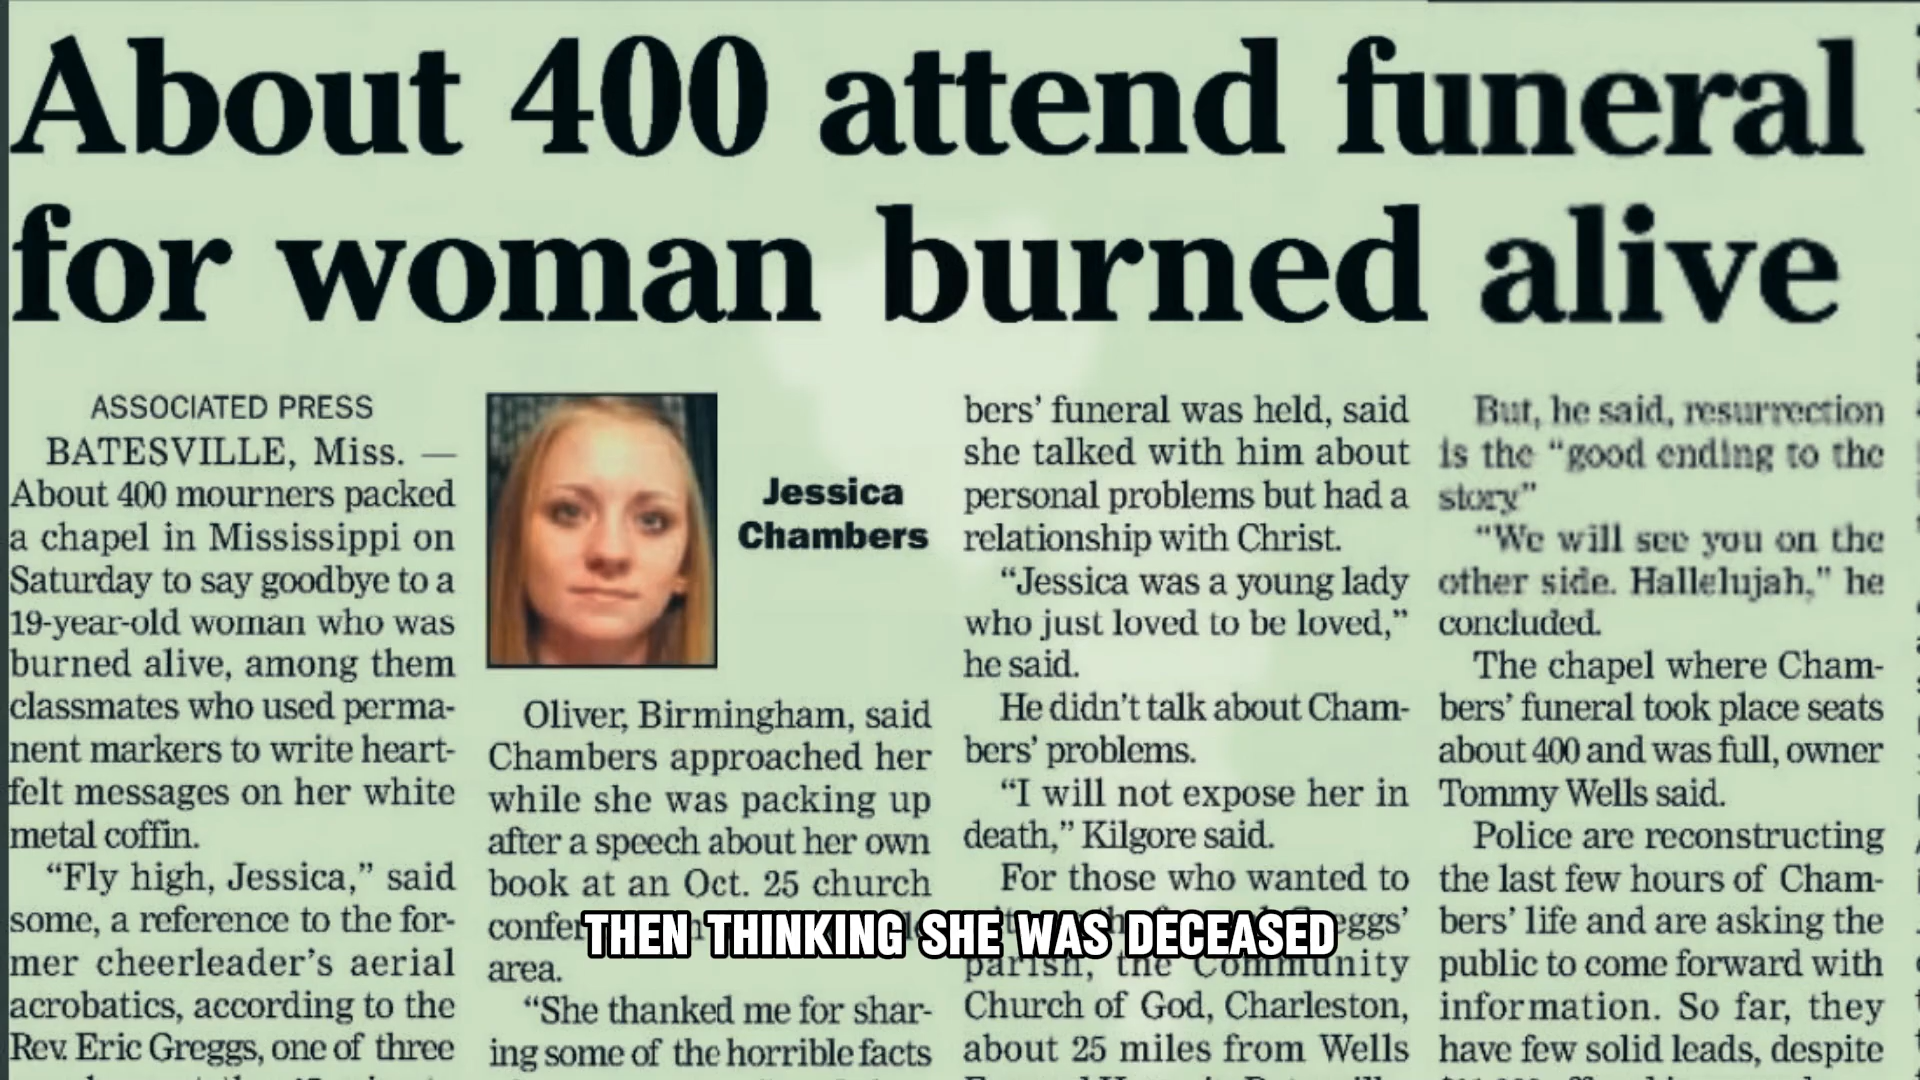 About 400 attend funeral
for woman burned alive
ASSOCIATED PRESS
BATESVILLE, Miss. —
About 400 mourners packed
a chapel in Mississippi on
Saturday to say goodbye to a
19-year-old woman who was
burned alive, among them
classmates who used perma-
nent markers to write heart-
felt messages on her white
metal coffin.
“Fly high, Jessica,” said
some, a reference to the for-
mer cheerleader’s aerial
acrobatics, according to the
Rev. Eric Greggs, one of three
Jessica
Chambers
Oliver, Birmingham, said
Chambers approached her
while she was packing up
after a speech about her own
book at an Oct. 25 church
area.
“She thanked me for shar-
ing some of the horrible facts
bers’ funeral was held, said
she talked with him about
personal problems but had a
relationship with Christ.
“Jessica was a young lady
who just loved to be loved,”
he said.
He didn’t talk about Cham-
bers’ problems.
“I will not expose her in
death,” Kilgore said.
For those who wanted to
parish, the Community
Church of God, Charleston,
about 25 miles from Wells
But, he said, resurrection
is the “good ending to the
story”
“We will see you on the
other side. Hallelujah,” he
concluded.
The chapel where Cham-
bers’ funeral took place seats
about 400 and was full, owner
Tommy Wells said.
Police are reconstructing
the last few hours of Cham-
bers’ life and are asking the
public to come forward with
information. So far, they
have few solid leads, despite
THEN THINKING SHE WAS DECEASED